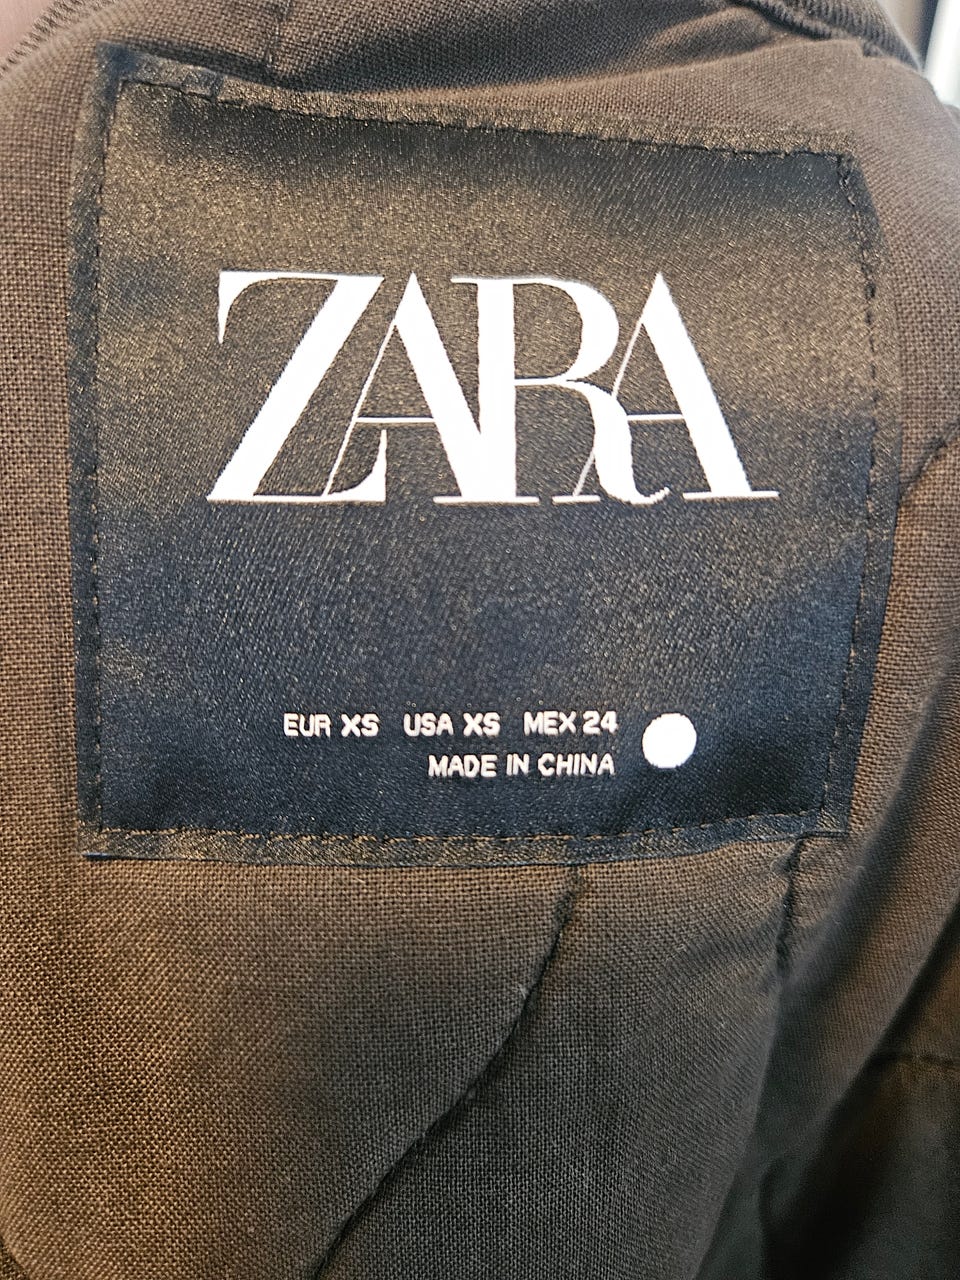 ZARA
EUR XS USA XS MEX 24
MADE IN CHINA